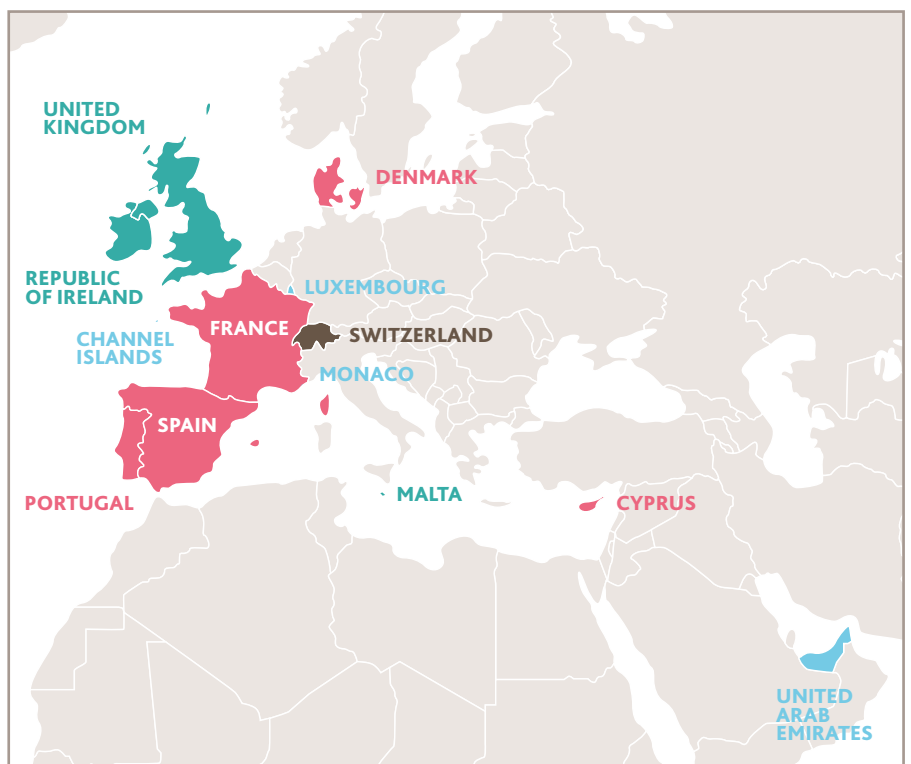 UNITED
KINGDOM
DENMARK
REPUBLIC
OF IRELAND
LUXEMBOURG
CHANNEL
ISLANDS
FRANCE
SWITZERLAND
MONACO
SPAIN
PORTUGAL
MALTA
CYPRUS
UNITED
ARAB
EMIRATES